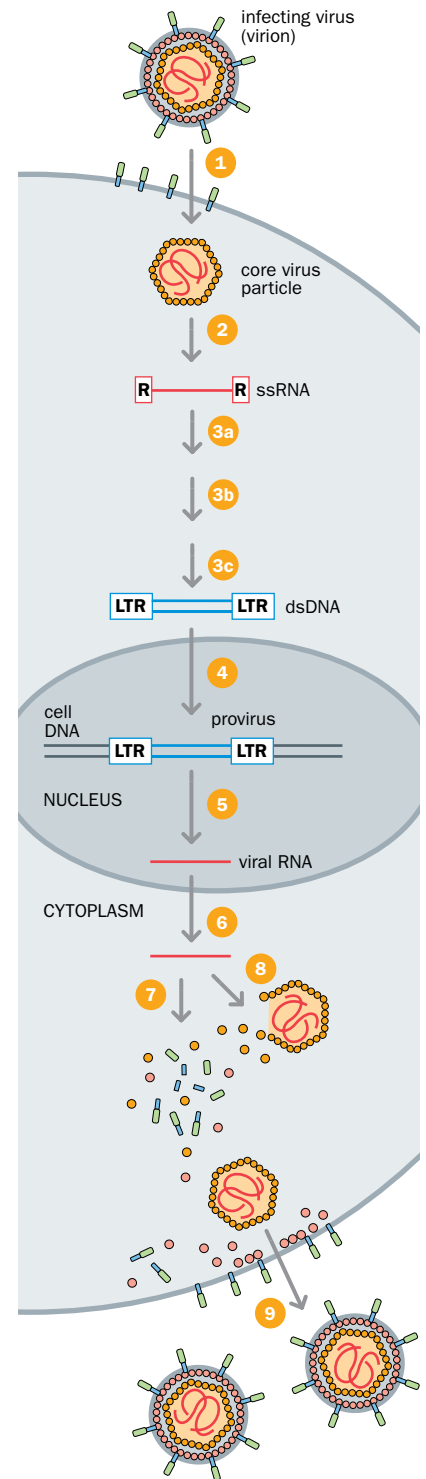 infecting virus
(virion)
1
core virus
particle
2
R R ssRNA
3a
3b
3c
LTR LTR dsDNA
4
cell
DNA
provirus
LTR LTR
NUCLEUS
5
viral RNA
CYTOPLASM
6
7
8
9